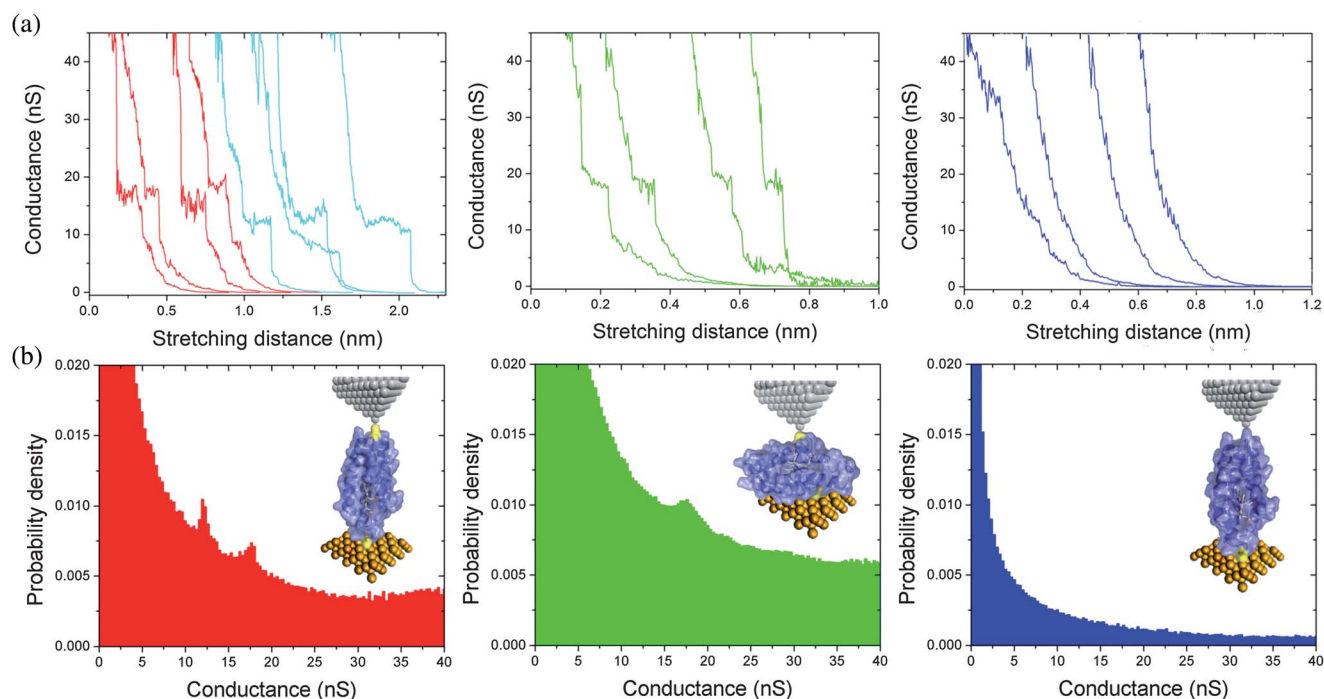 (a)
Conductance (nS)
40
30
20
10
0
0.0 0.5 1.0 1.5 2.0
Stretching distance (nm)
Conductance (nS)
40
30
20
10
0
0.0 0.2 0.4 0.6 0.8 1.0
Stretching distance (nm)
Conductance (nS)
40
30
20
10
0
0.0 0.2 0.4 0.6 0.8 1.0 1.2
Stretching distance (nm)
(b)
Probability density
0.020
0.015
0.010
0.005
0.000
0 5 10 15 20 25 30 35 40
Conductance (nS)
Probability density
0.020
0.015
0.010
0.005
0.000
0 5 10 15 20 25 30 35 40
Conductance (nS)
Probability density
0.020
0.015
0.010
0.005
0.000
0 5 10 15 20 25 30 35 40
Conductance (nS)